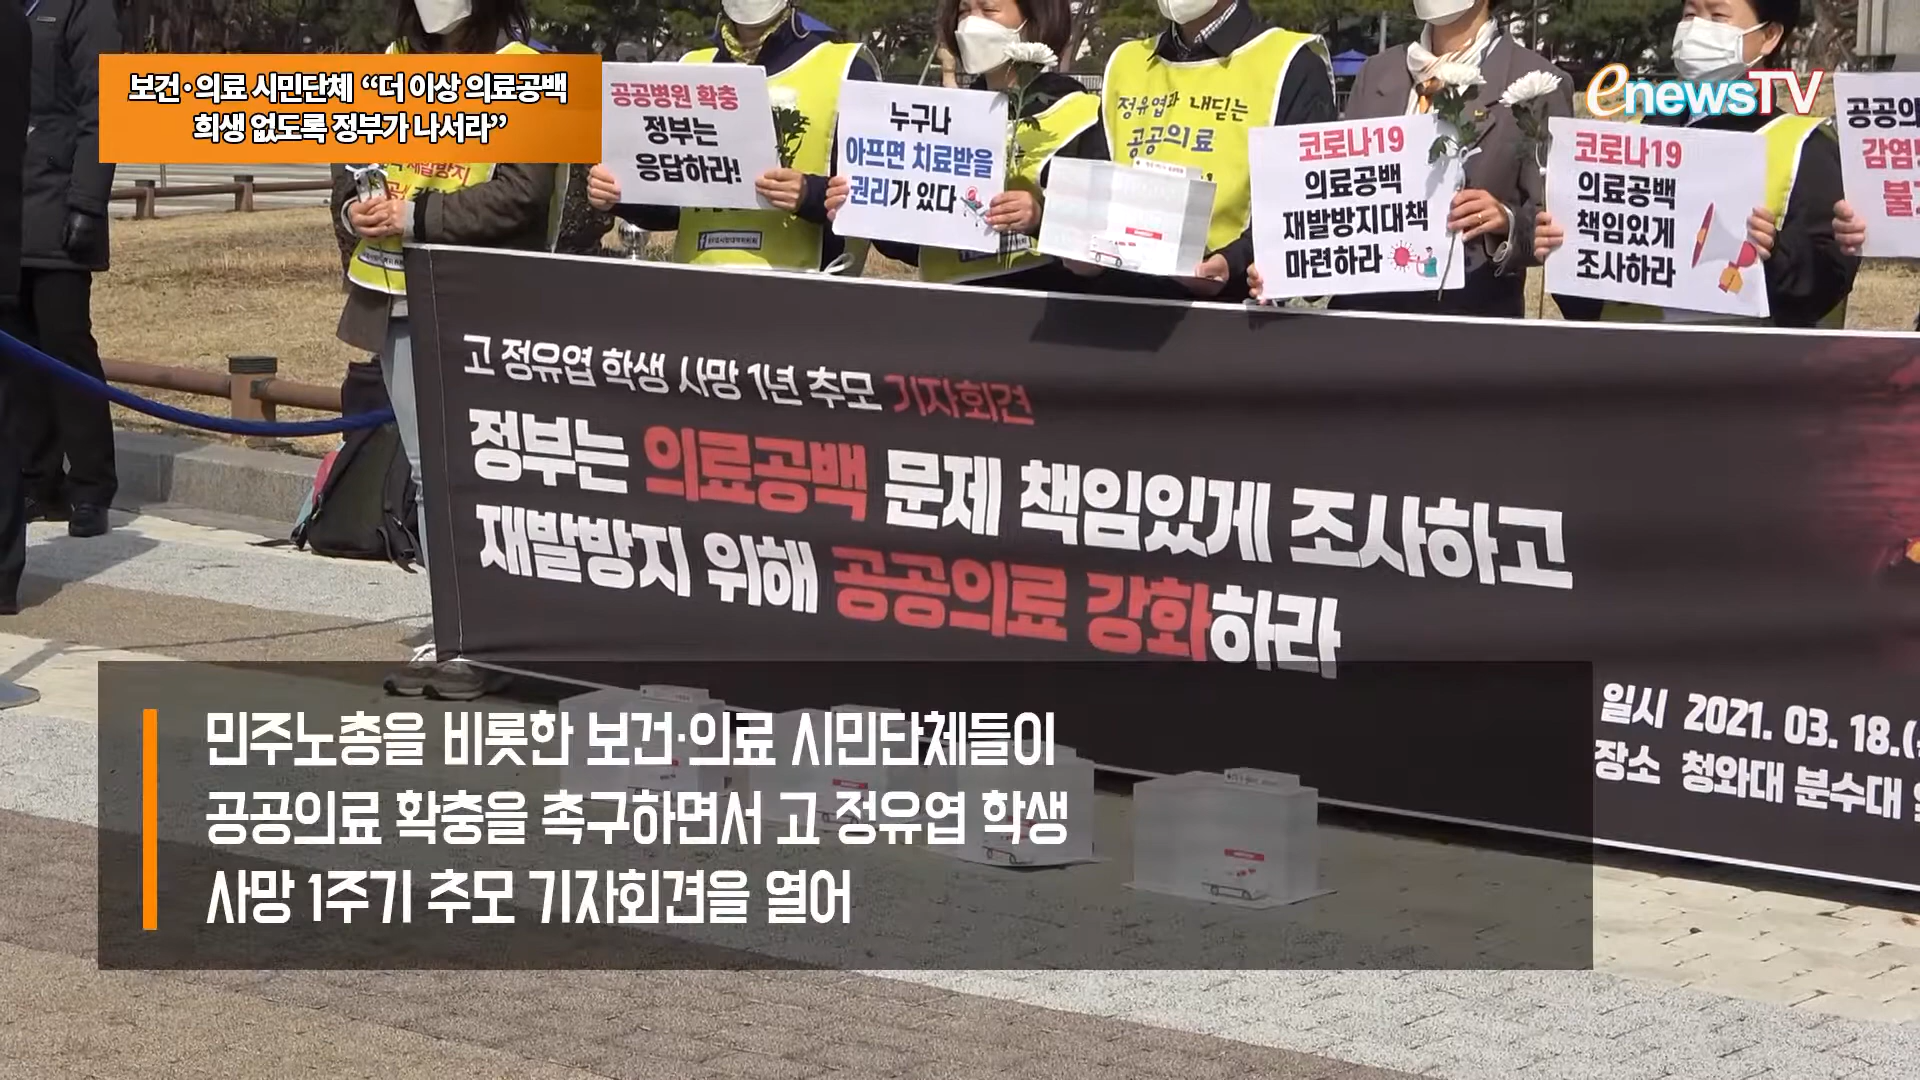 보건·의료 시민단체 “더 이상 의료공백
희생 없도록 정부가 나서라”
enewsTV
재발방지
공공병원 확충
정부는
응답하라!
누구나
아프면 치료받을
권리가 있다
정유엽과 내딛는
공공의료
코로나19
의료공백
재발방지대책
마련하라
코로나19
의료공백
책임있게
조사하라
공공의
고 정유엽 학생 사망 1년 추모 기자회견
정부는 의료공백 문제 책임있게 조사하고
재발방지 위해 공공의료 강화하라
일시 2021. 03. 18.
장소 청와대 분수대
민주노총을 비롯한 보건·의료 시민단체들이
공공의료 확충을 촉구하면서 고 정유엽 학생
사망 1주기 추모 기자회견을 열어